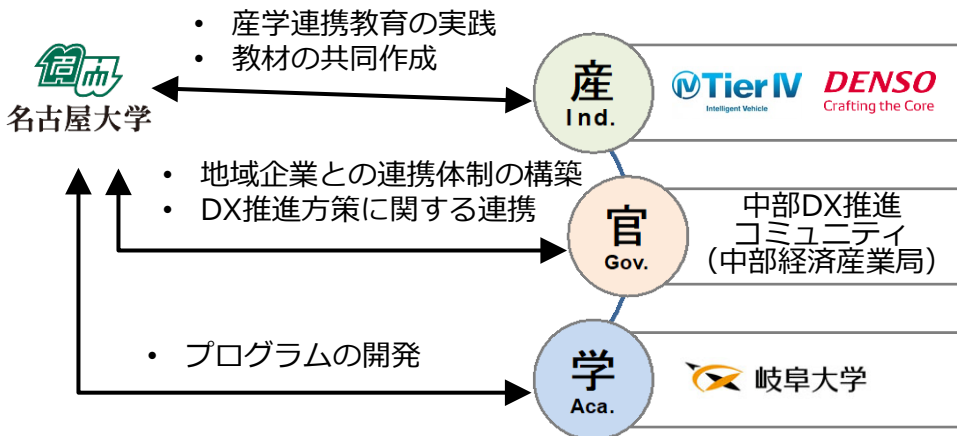 • 産学連携教育の実践
• 教材の共同作成
名大
名古屋大学
産
Ind.
TierⅣ
Intelligent Vehicle
DENSO
Crafting the Core
• 地域企業との連携体制の構築
• DX推進方策に関する連携
官
Gov.
中部DX推進
コミュニティ
（中部経済産業局）
• プログラムの開発
学
Aca.
岐阜大学